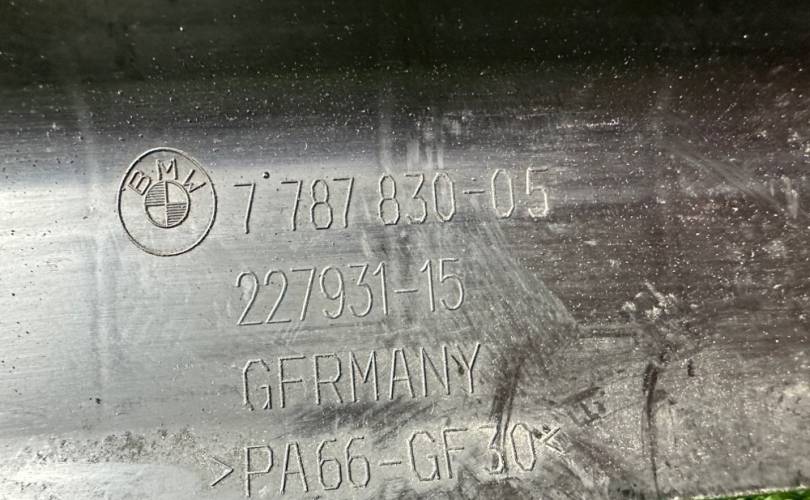 BMW 7 787 830-05
227931-15
GERMANY
>PA66-GF30<